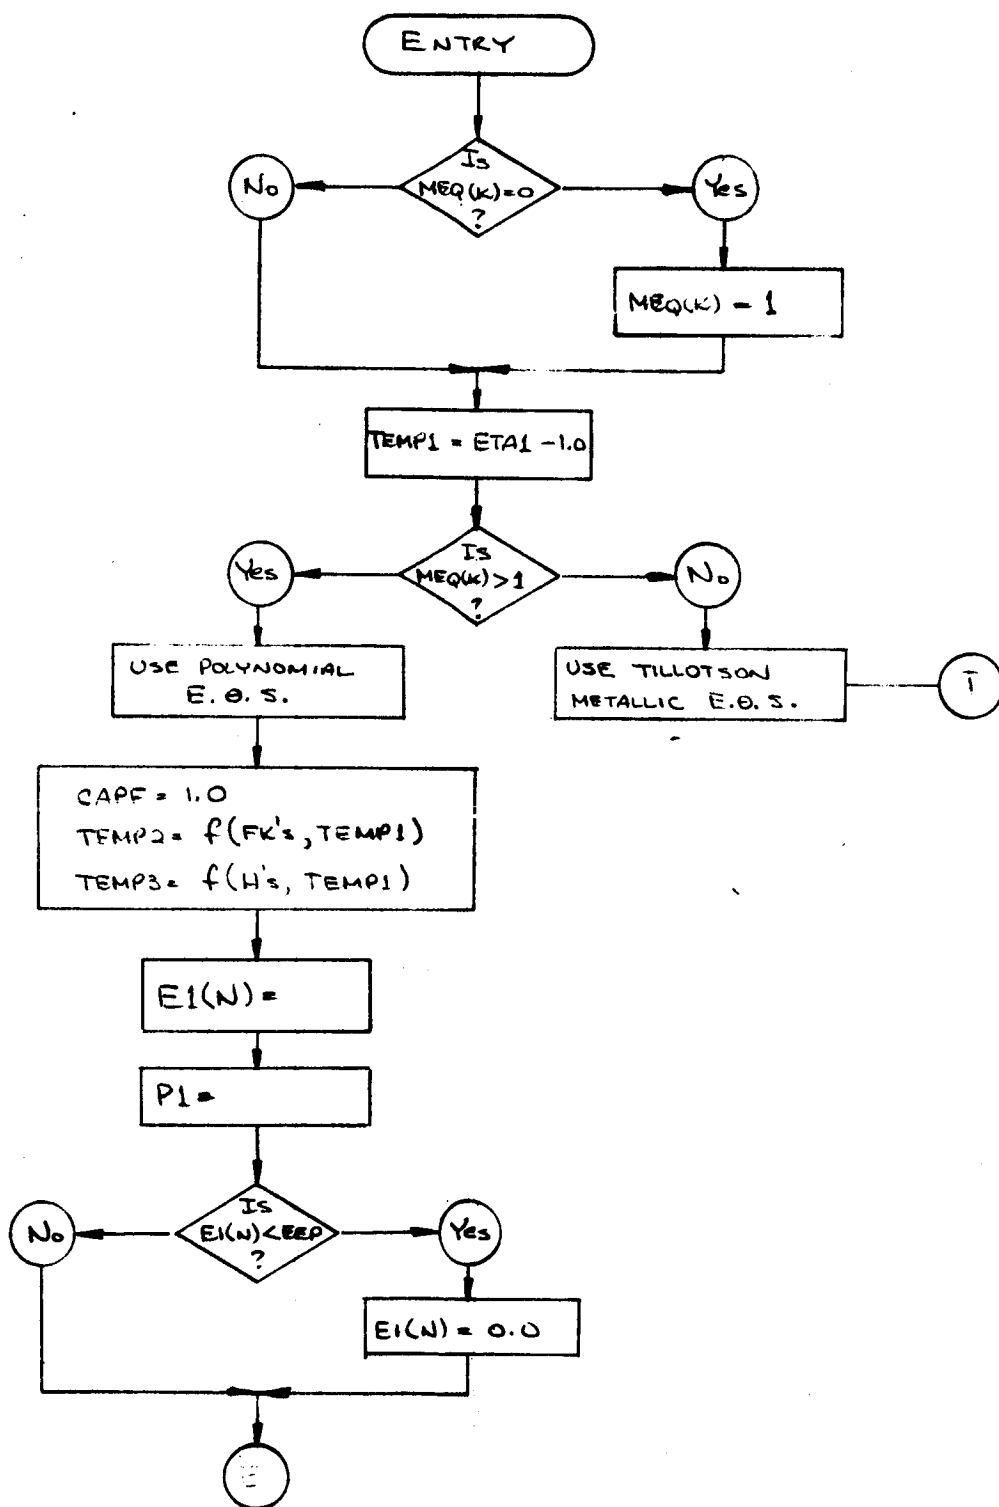 ENTRY
Is
MEQ(K)=0
?
No
Yes
MEQ(K) = 1
TEMP1 = ETA1 -1.0
Is
MEQ(K)>1
?
Yes
No
USE POLYNOMIAL
E.O.S.
USE TILLOTSON
METALLIC E.O.S.
T
CAPF = 1.0
TEMP2= f(FK's, TEMP1)
TEMP3= f(H's, TEMP1)
E1(N) =
P1=
Is
E1(N)<EEP
?
No
Yes
E1(N) = 0.0